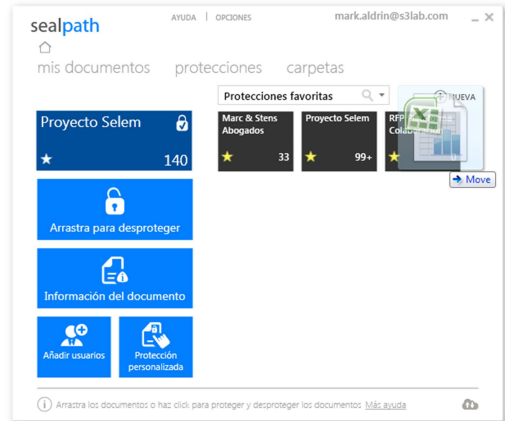 sealpath
AYUDA | OPCIONES
mark.aldrin@s3lab.com
mis documentos protecciones carpetas
Protecciones favoritas
NUEVA
Proyecto Selem
140
Marc & Stens
Abogados
33
Proyecto Selem
99+
Move
Arrastra para desproteger
Información del documento
Añadir usuarios
Protección
personalizada
Arrastra los documentos o haz click para proteger y desproteger los documentos Más ayuda